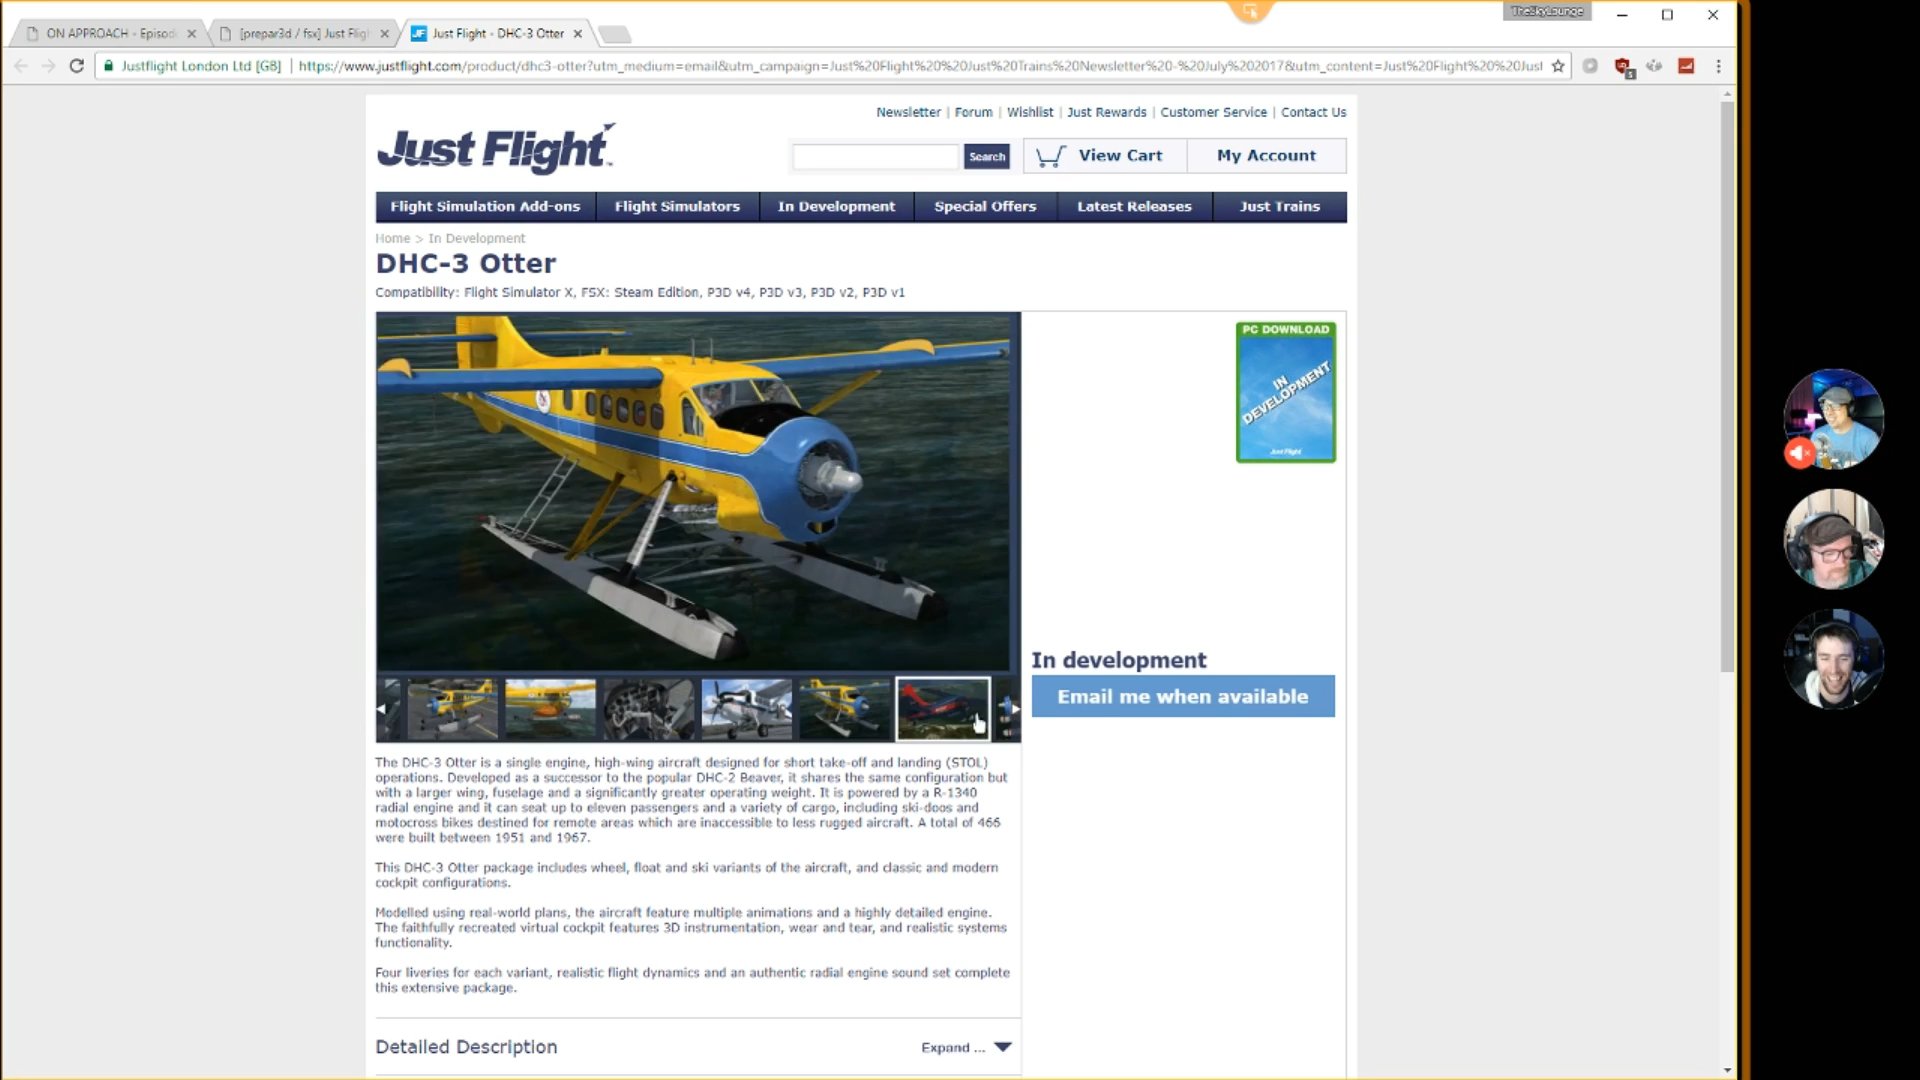 TheSkyLounge
ON APPROACH - Episod
[prepar3d / fsx] Just Fligh
Just Flight - DHC-3 Otter
Justflight London Ltd [GB] | https://www.justflight.com/product/dhc3-otter?utm_medium=email&utm_campaign=Just%20Flight%20%20Just%20Trains%20Newsletter%20-%20July%202017&utm_content=Just%20Flight%20%20Just
Newsletter | Forum | Wishlist | Just Rewards | Customer Service | Contact Us
Just Flight
Search
View Cart
My Account
Flight Simulation Add-ons
Flight Simulators
In Development
Special Offers
Latest Releases
Just Trains
Home > In Development
DHC-3 Otter
Compatibility: Flight Simulator X, FSX: Steam Edition, P3D v4, P3D v3, P3D v2, P3D v1
PC DOWNLOAD
IN
DEVELOPMENT
Just Flight
In development
Email me when available
The DHC-3 Otter is a single engine, high-wing aircraft designed for short take-off and landing (STOL)
operations. Developed as a successor to the popular DHC-2 Beaver, it shares the same configuration but
with a larger wing, fuselage and a significantly greater operating weight. It is powered by a R-1340
radial engine and it can seat up to eleven passengers and a variety of cargo, including ski-doos and
motocross bikes destined for remote areas which are inaccessible to less rugged aircraft. A total of 466
were built between 1951 and 1967.
This DHC-3 Otter package includes wheel, float and ski variants of the aircraft, and classic and modern
cockpit configurations.
Modelled using real-world plans, the aircraft feature multiple animations and a highly detailed engine.
The faithfully recreated virtual cockpit features 3D instrumentation, wear and tear, and realistic systems
functionality.
Four liveries for each variant, realistic flight dynamics and an authentic radial engine sound set complete
this extensive package.
Detailed Description
Expand ...